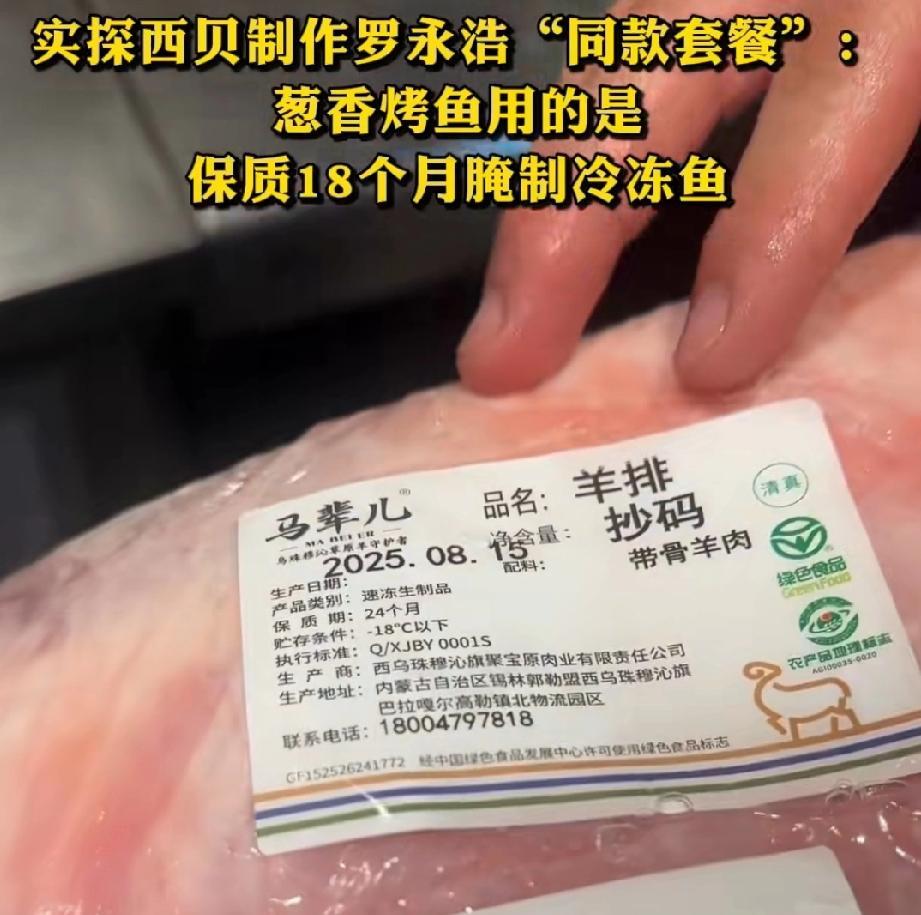 实探西贝制作罗永浩“同款套餐”：
葱香烤鱼用的是
保质18个月腌制冷冻鱼
马辈儿®
MA BEI ER
乌珠穆沁草原羊守护者
品名： 羊排
净含量： 抄码
配料： 带骨羊肉
清真
生产日期： 2025.08.15
产品类别： 速冻生制品
保质期： 24个月
贮存条件： -18℃以下
执行标准： Q/XJBY 0001S
生产商： 西乌珠穆沁旗聚宝原肉业有限责任公司
生产地址： 内蒙古自治区锡林郭勒盟西乌珠穆沁旗
巴拉嘎尔高勒镇北物流园区
联系电话： 18004797818
GF152526241772 经中国绿色食品发展中心许可使用绿色食品标志
绿色食品
GreenFood
农产品地理标志